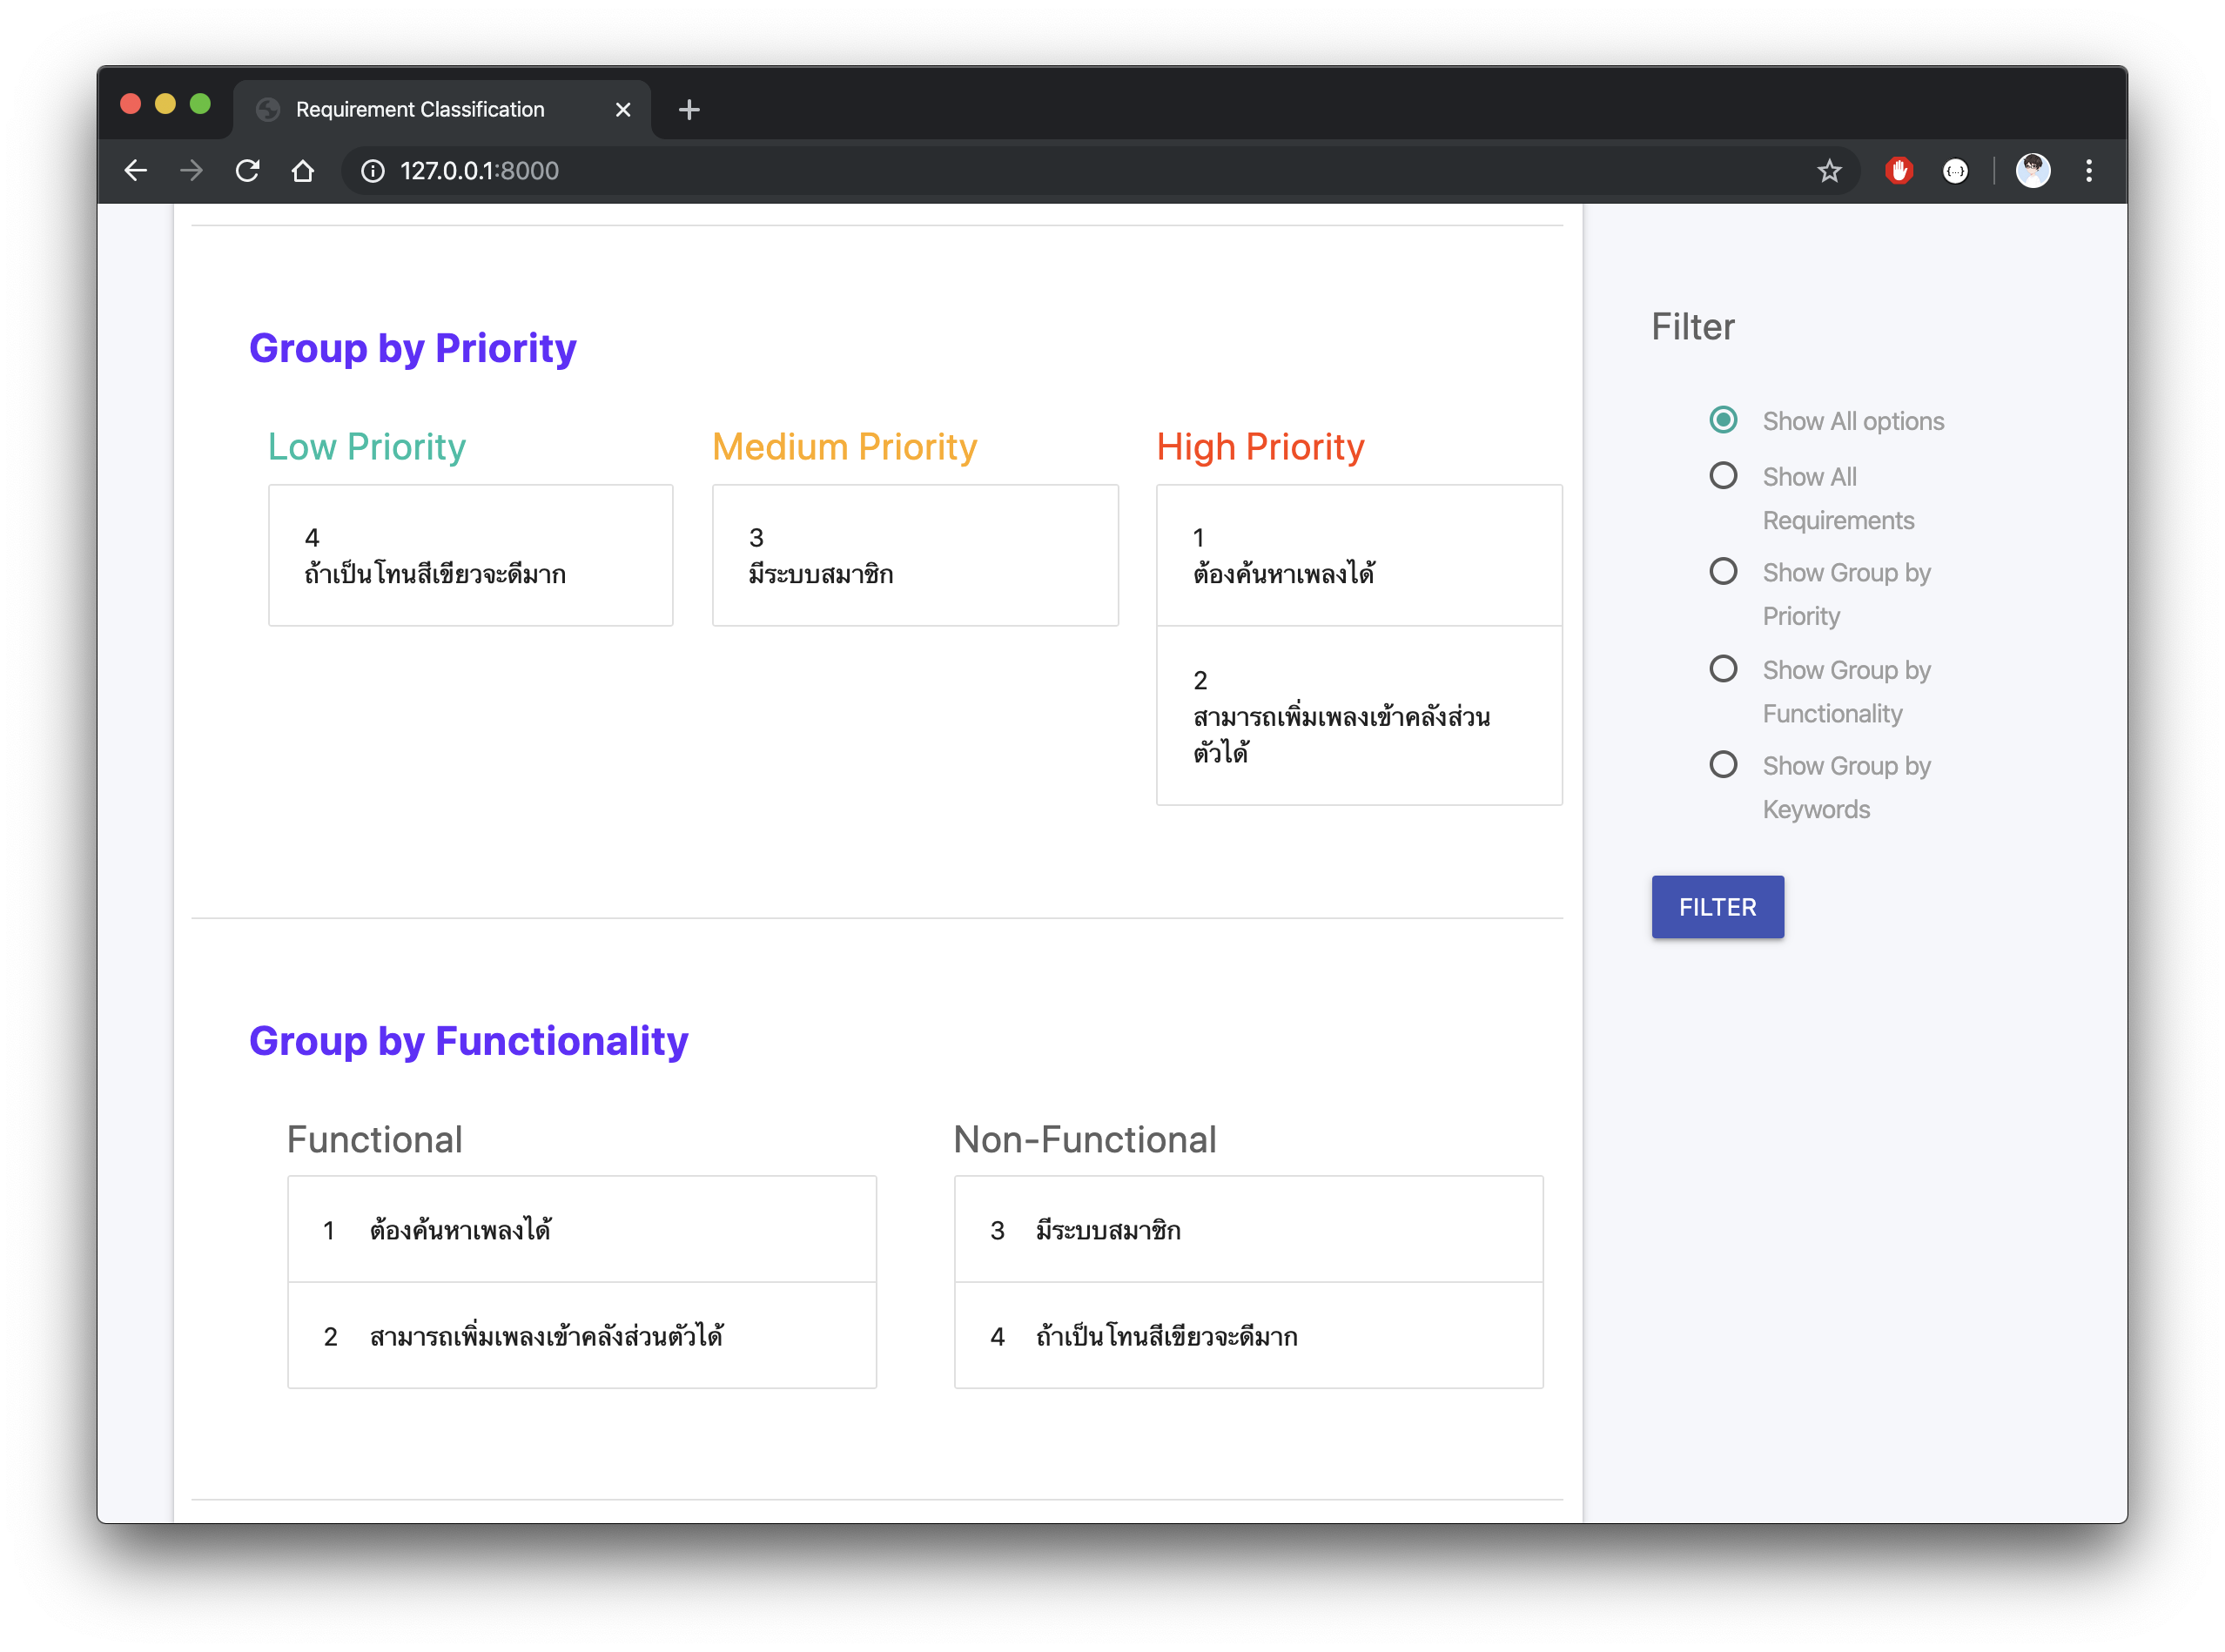 Requirement Classification
127.0.0.1:8000
Group by Priority
Low Priority
4
ถ้าเป็นโทนสีเขียวจะดีมาก
Medium Priority
3
มีระบบสมาชิก
High Priority
1
ต้องค้นหาเพลงได้
2
สามารถเพิ่มเพลงเข้าคลังส่วน
ตัวได้
Group by Functionality
Functional
1 ต้องค้นหาเพลงได้
2 สามารถเพิ่มเพลงเข้าคลังส่วนตัวได้
Non-Functional
3 มีระบบสมาชิก
4 ถ้าเป็นโทนสีเขียวจะดีมาก
Filter
Show All options
Show All
Requirements
Show Group by
Priority
Show Group by
Functionality
Show Group by
Keywords
FILTER